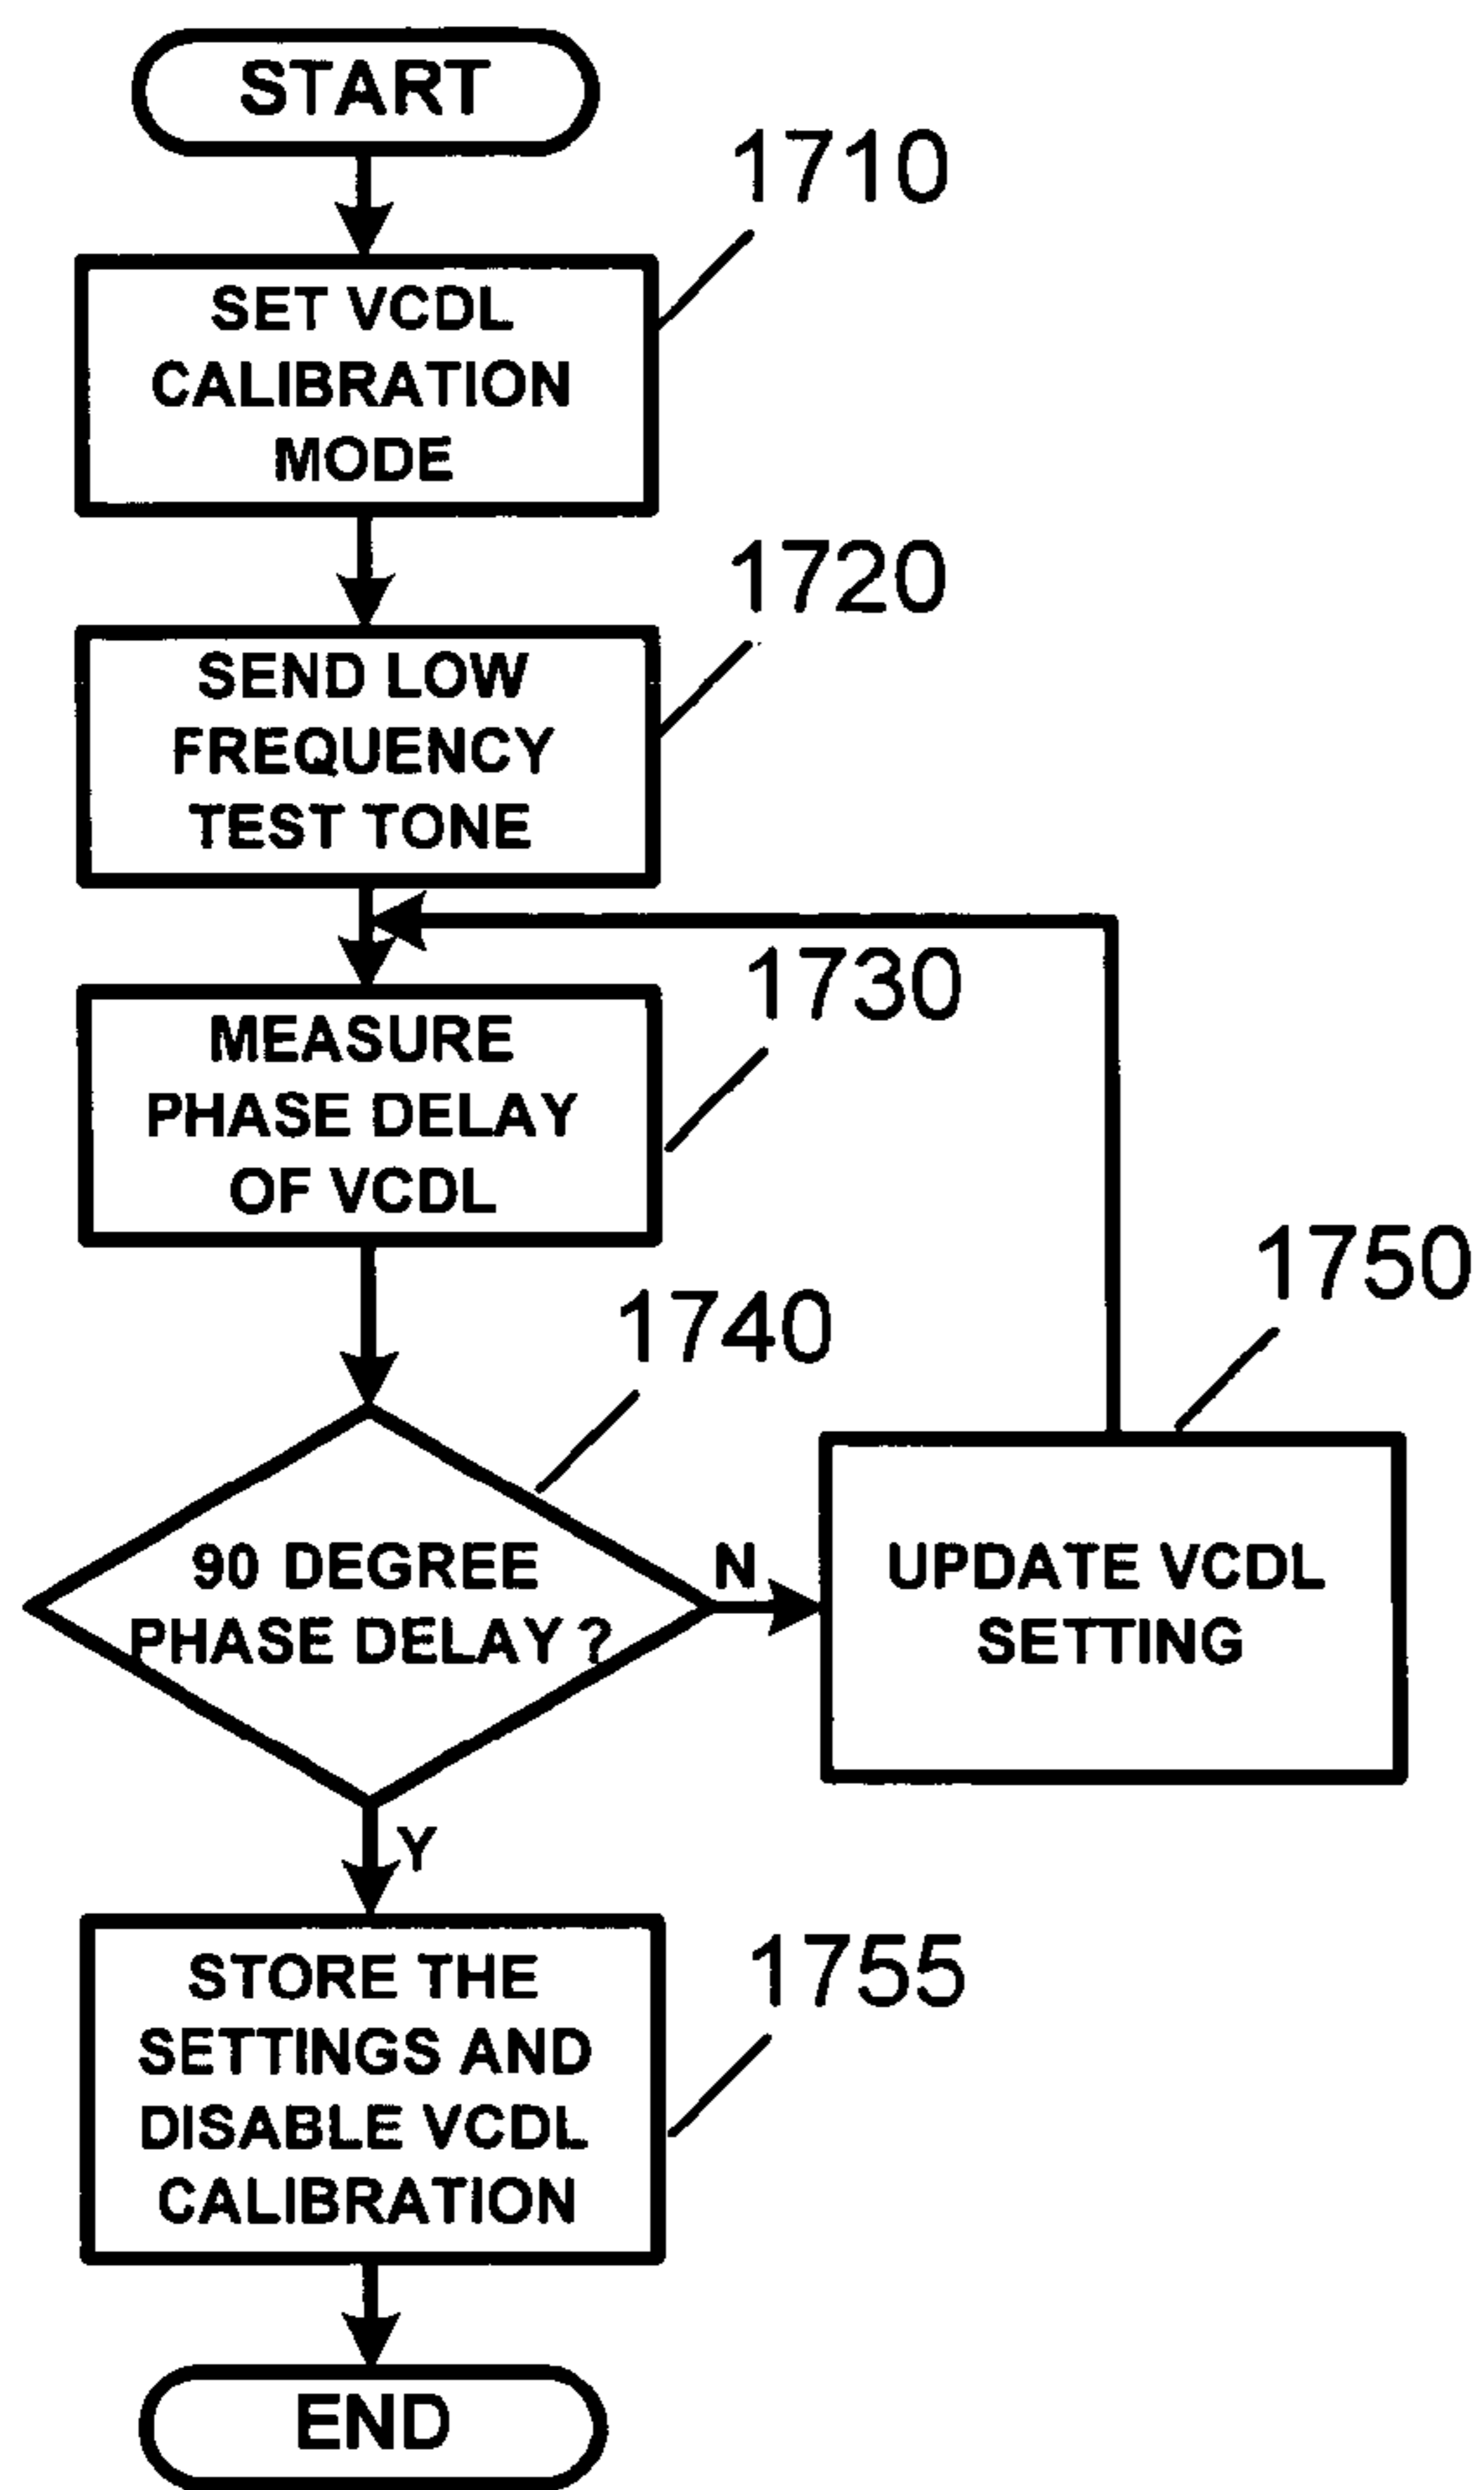 START
1710
SET VCDL
CALIBRATION
MODE
1720
SEND LOW
FREQUENCY
TEST TONE
1730
MEASURE
PHASE DELAY
OF VCDL
1740
90 DEGREE
PHASE DELAY ?
N
1750
UPDATE VCDL
SETTING
Y
1755
STORE THE
SETTINGS AND
DISABLE VCDL
CALIBRATION
END